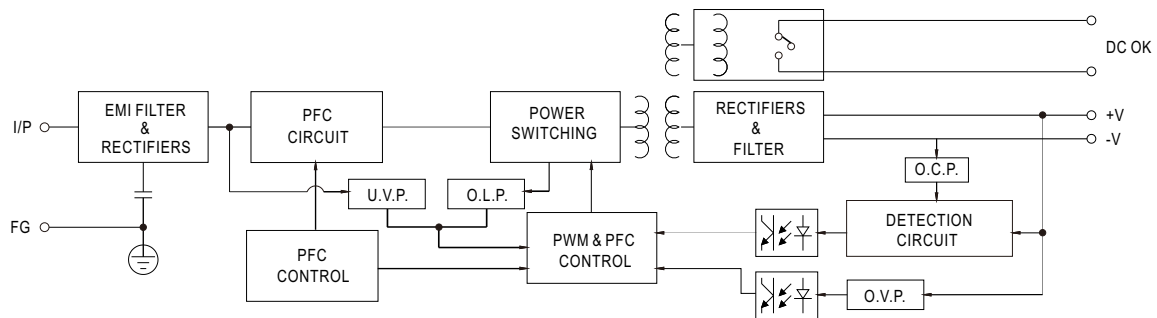 DC OK
I/P
EMI FILTER
&
RECTIFIERS
PFC
CIRCUIT
POWER
SWITCHING
RECTIFIERS
&
FILTER
+V
-V
O.C.P.
U.V.P.
O.L.P.
FG
PFC
CONTROL
PWM & PFC
CONTROL
DETECTION
CIRCUIT
O.V.P.